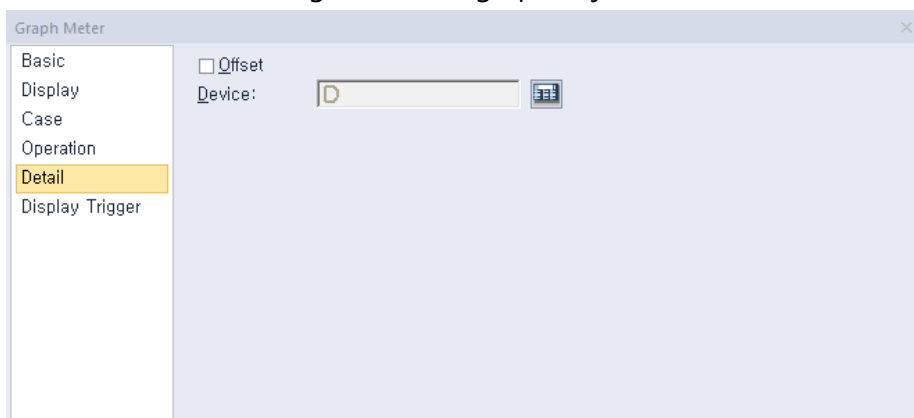 Graph Meter
Basic
Display
Case
Operation
Detail
Display Trigger
Offset
Device:
D